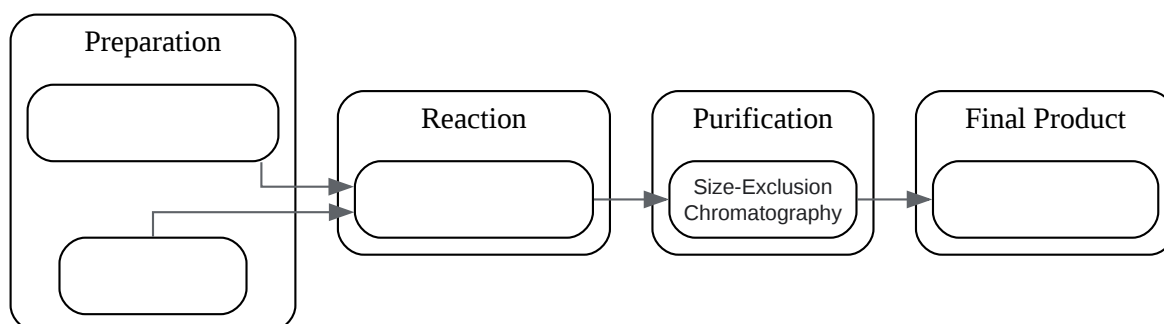 Preparation
Reaction
Purification
Final Product
Size-Exclusion
Chromatography